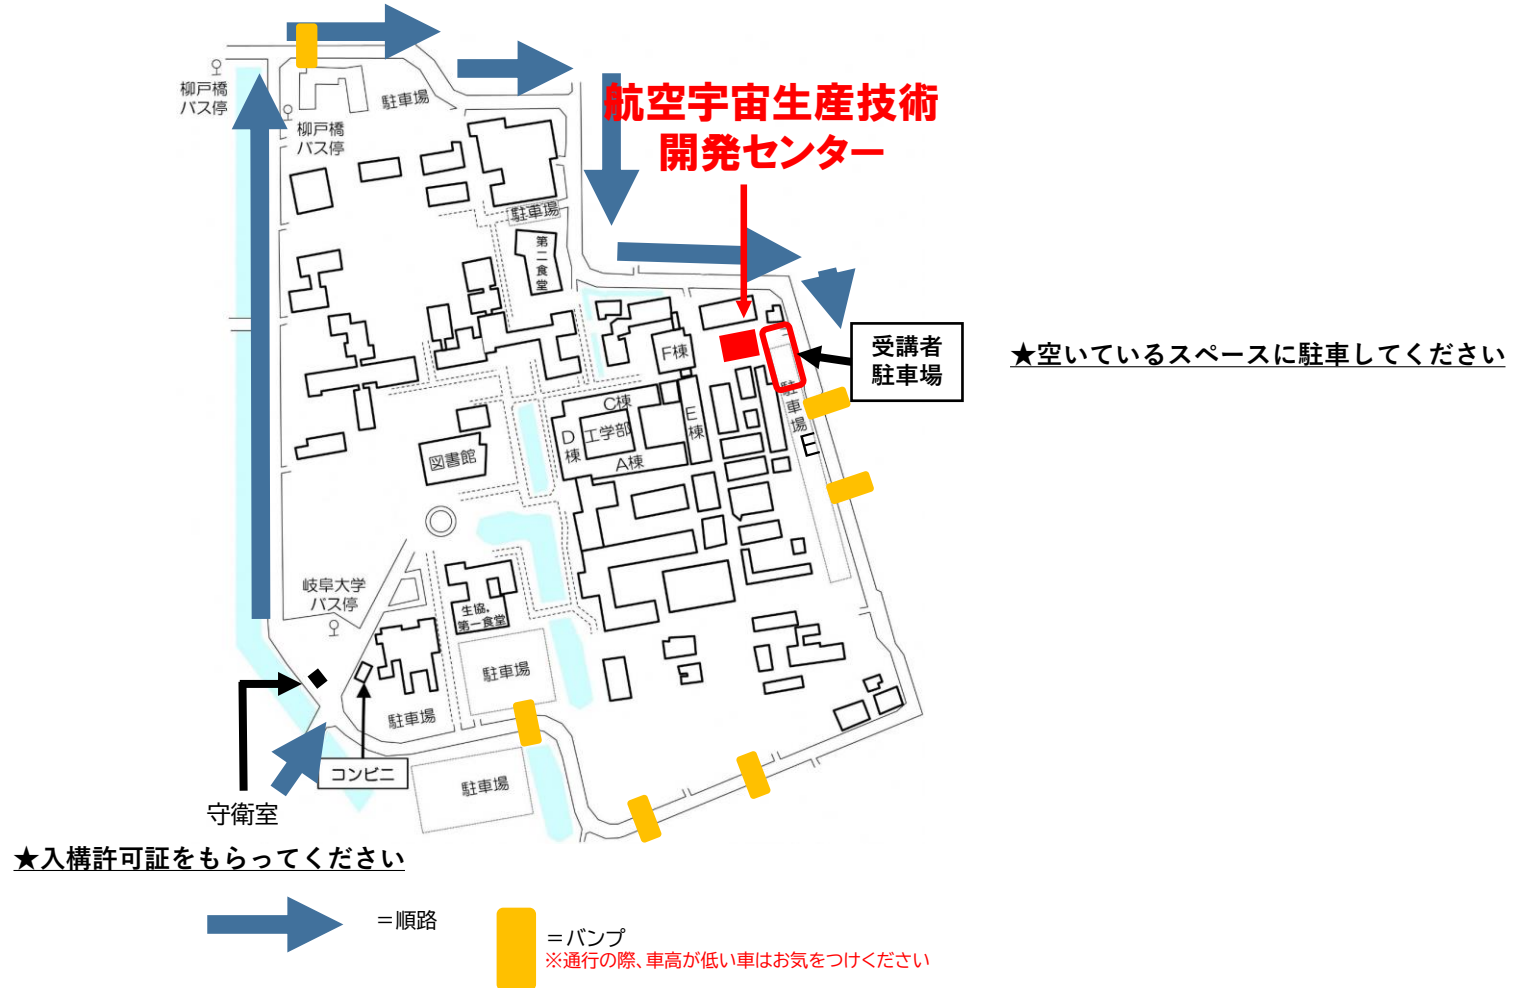 柳戸橋
バス停
駐車場
柳戸橋
バス停
航空宇宙生産技術
開発センター
駐車場
第二食堂
F棟
受講者
駐車場
★空いているスペースに駐車してください
駐車場
C棟
E棟
D棟
工学部
A棟
図書館
岐阜大学
バス停
生協・
第一食堂
駐車場
駐車場
コンビニ
駐車場
守衛室
★入構許可証をもらってください
＝順路
＝バンプ
※通行の際、車高が低い車はお気をつけください